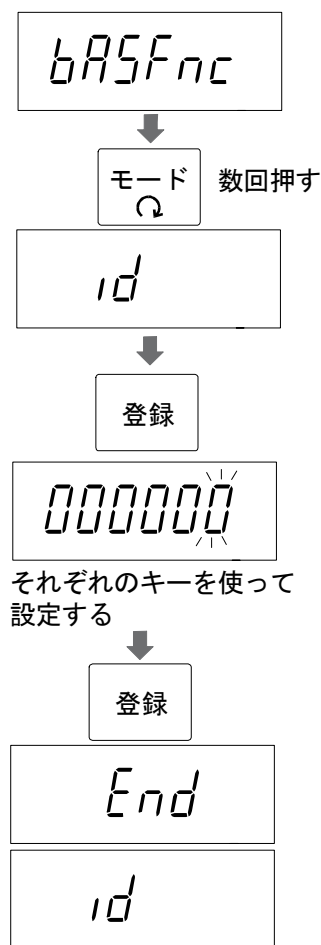 bASFnc
モード
数回押す
id
登録
000000
それぞれのキーを使って
設定する
登録
End
id